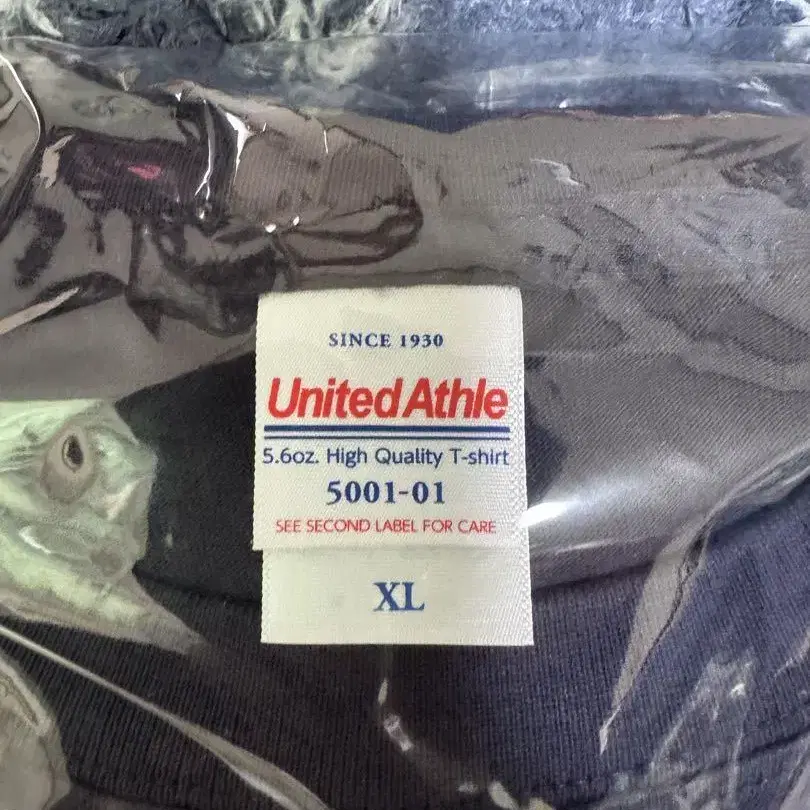 SINCE 1930
United Athle
5.6oz. High Quality T-shirt
5001-01
SEE SECOND LABEL FOR CARE
XL